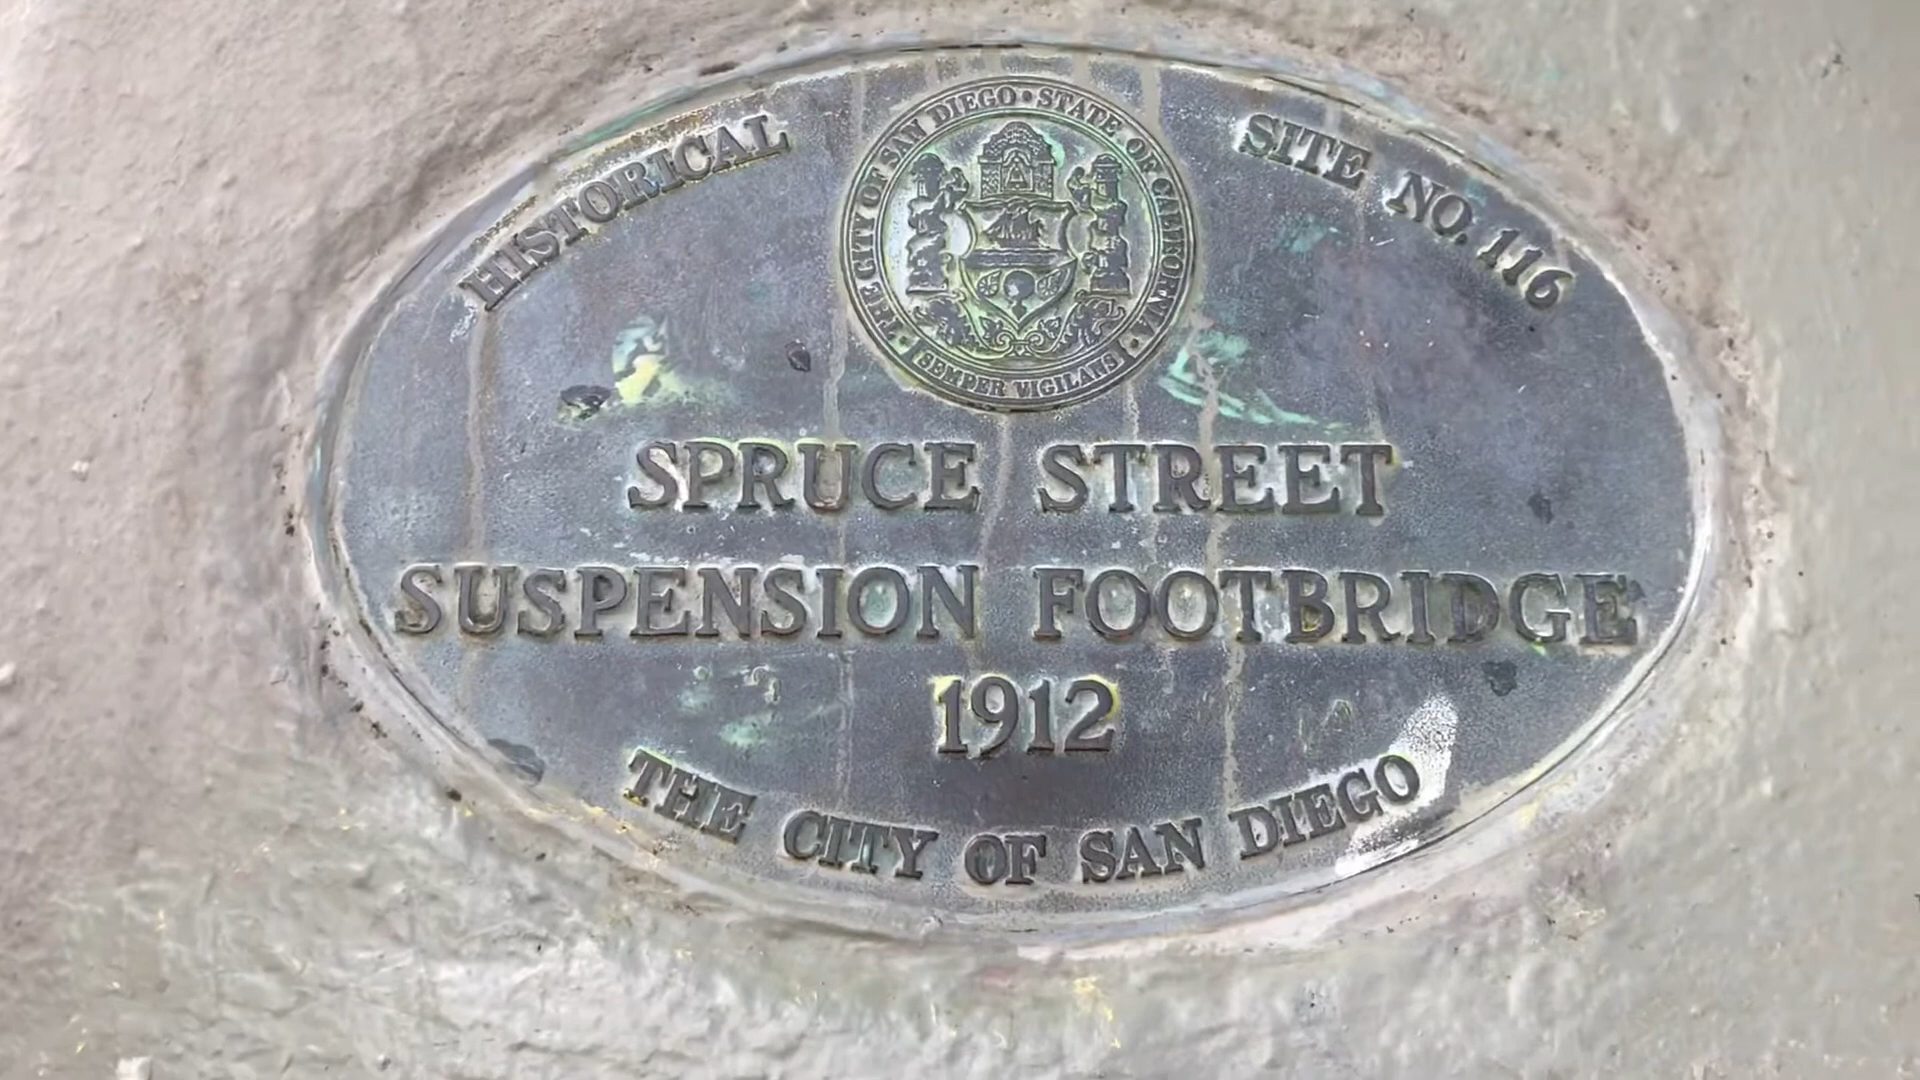 HISTORICAL
THE CITY OF SAN DIEGO • STATE OF CALIFORNIA
SEMPER VIGILANS
SITE NO. 116
SPRUCE STREET
SUSPENSION FOOTBRIDGE
1912
THE CITY OF SAN DIEGO